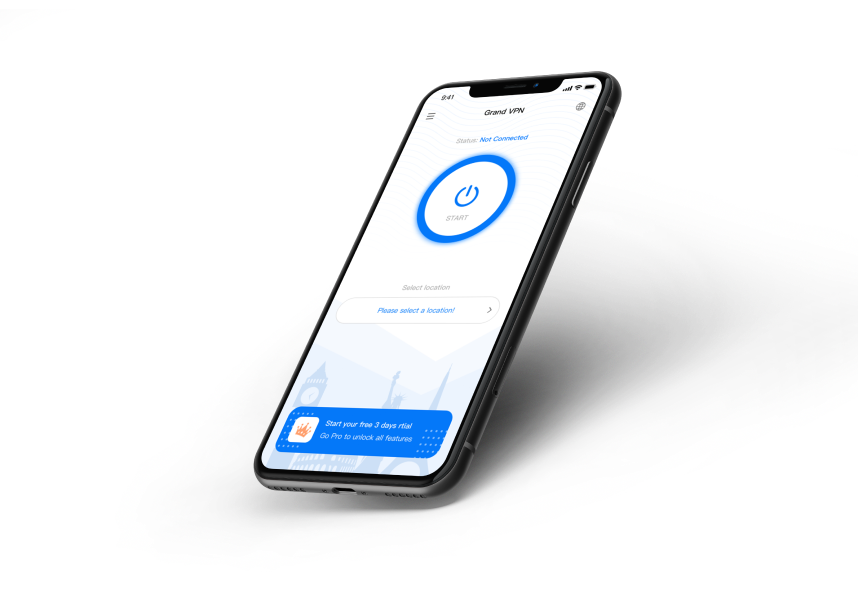 9:41
Grand VPN
Status: Not Connected
START
Select location
Please select a location!
Start your free 3 days rtial
Go Pro to unlock all features